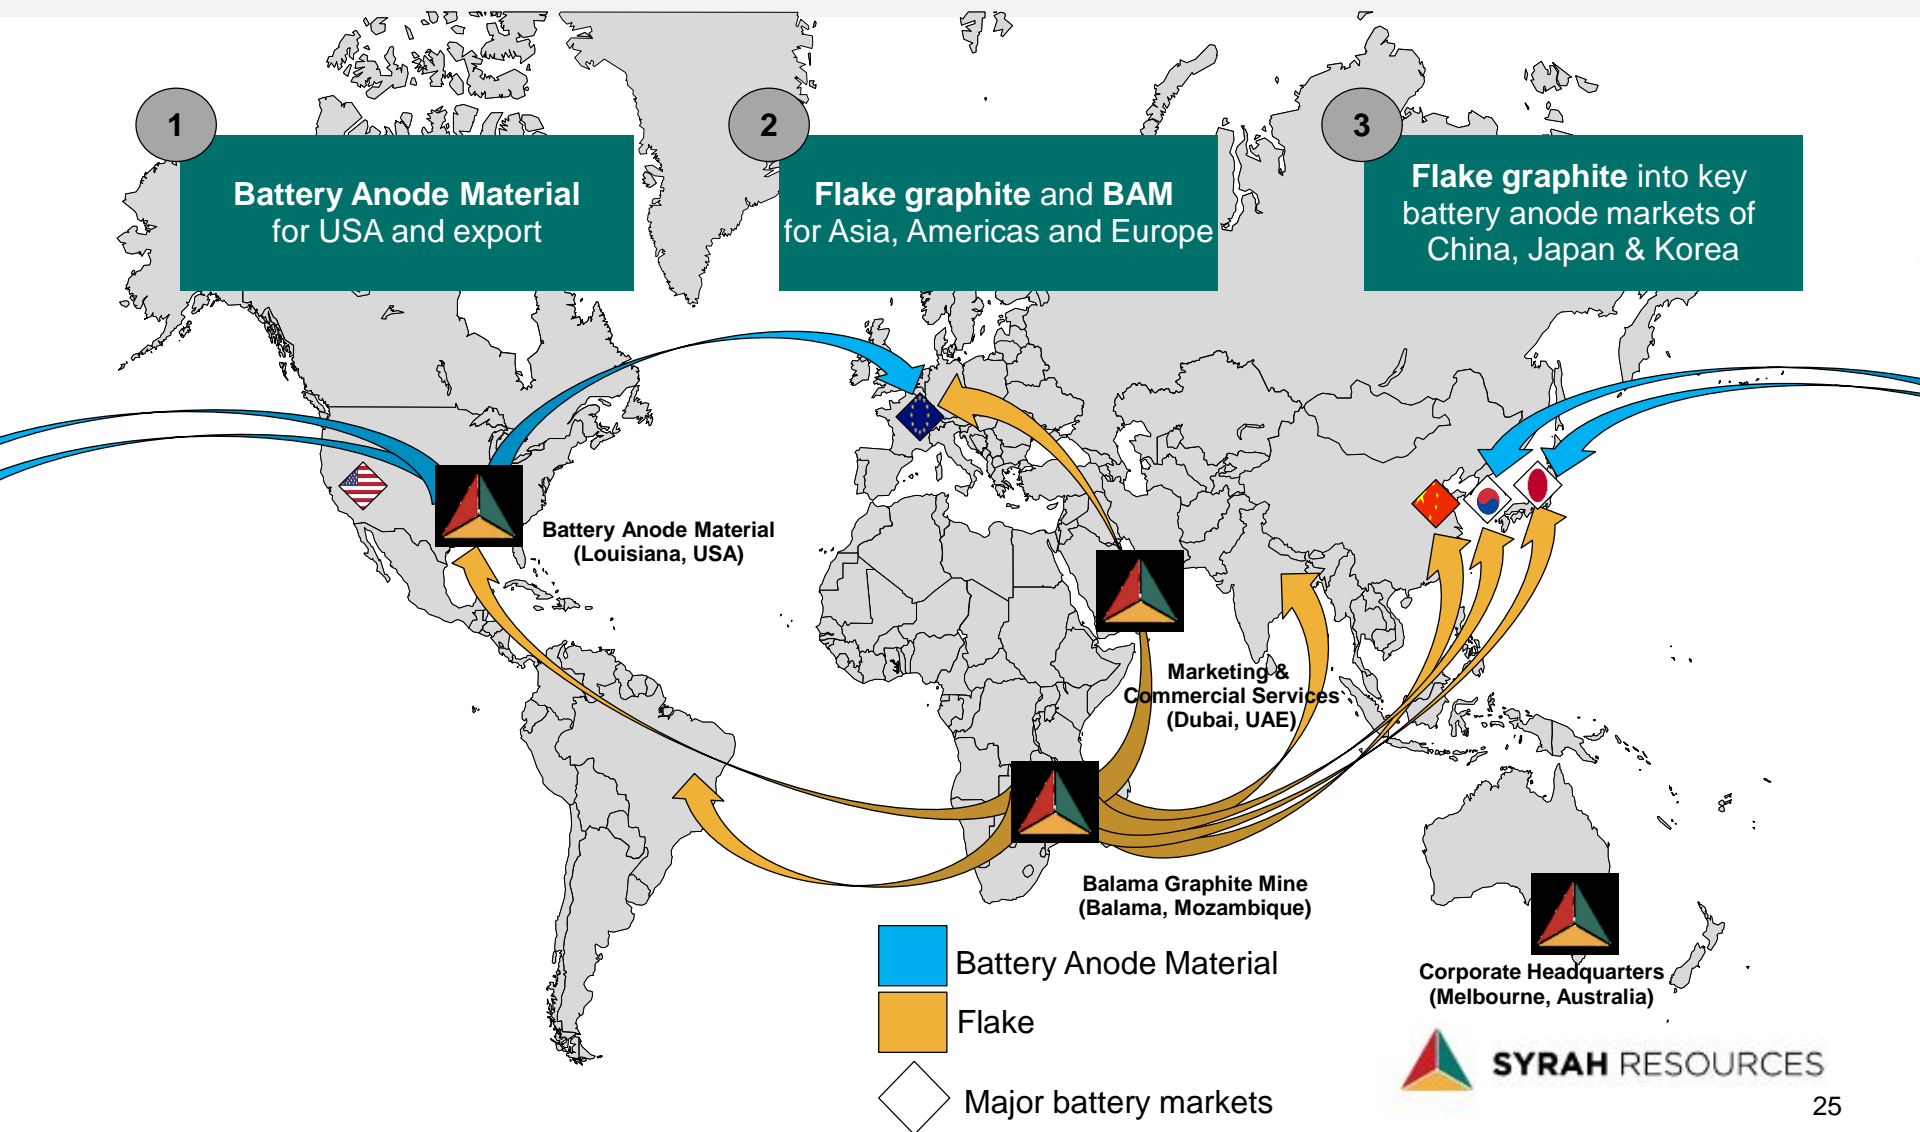 1
Battery Anode Material
for USA and export
2
Flake graphite and BAM
for Asia, Americas and Europe
3
Flake graphite into key
battery anode markets of
China, Japan & Korea
Battery Anode Material
(Louisiana, USA)
Marketing &
Commercial Services
(Dubai, UAE)
Balama Graphite Mine
(Balama, Mozambique)
Corporate Headquarters
(Melbourne, Australia)
Battery Anode Material
Flake
Major battery markets
SYRAH RESOURCES
25